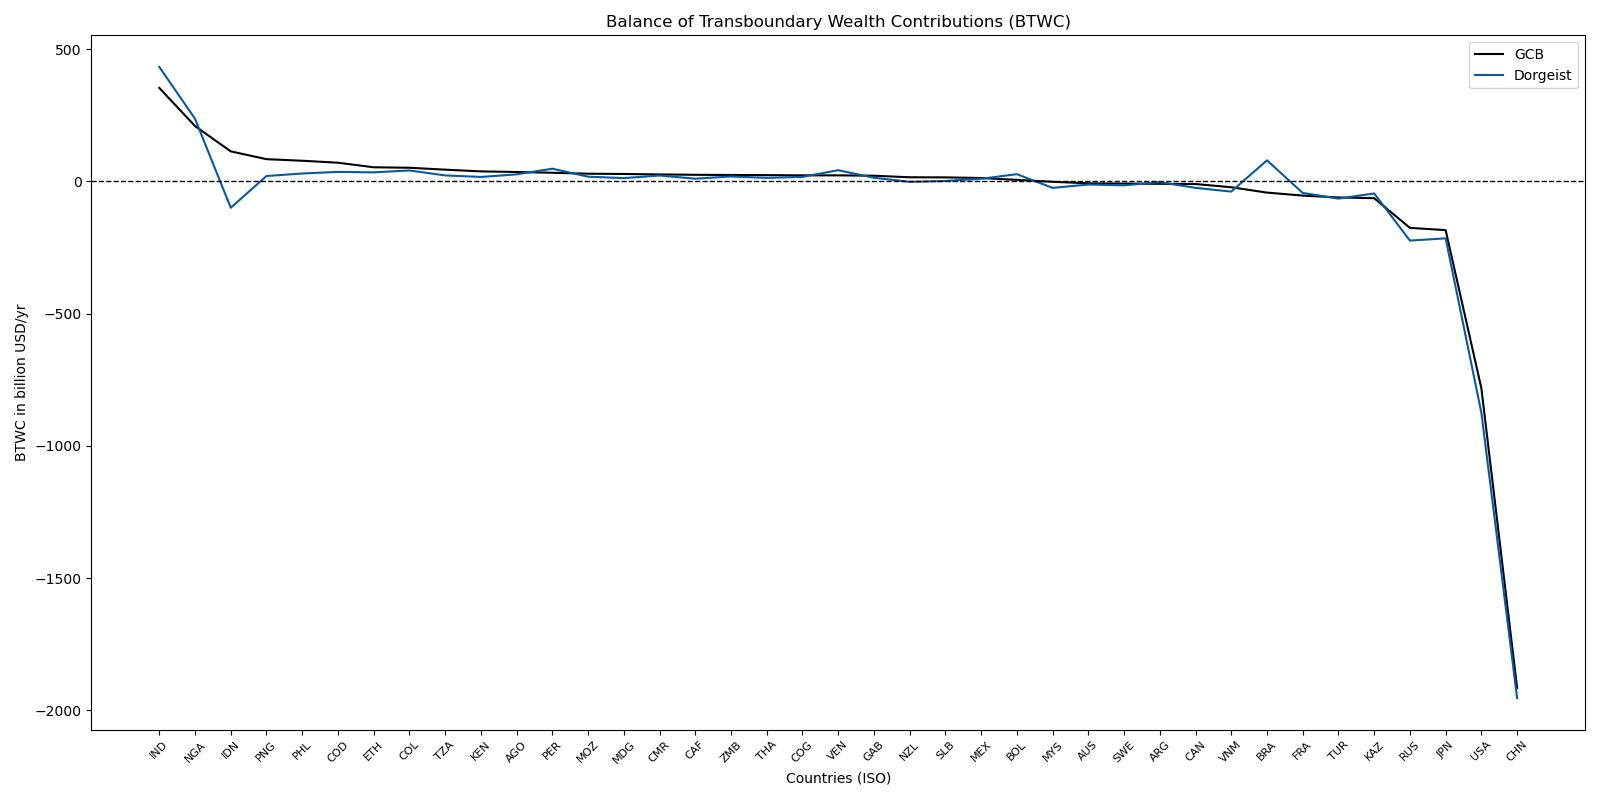 Balance of Transboundary Wealth Contributions (BTWC)
GCB
Dorgeist
500
0
−500
−1000
−1500
−2000
BTWC in billion USD/yr
IND NGA IDN PNG PHL COD ETH COL TZA KEN AGO PER MOZ MDG CMR CAF ZMB THA COG VEN GAB NZL SLB MEX BOL MYS AUS SWE ARG CAN VNM BRA FRA TUR KAZ RUS JPN USA CHN
Countries (ISO)